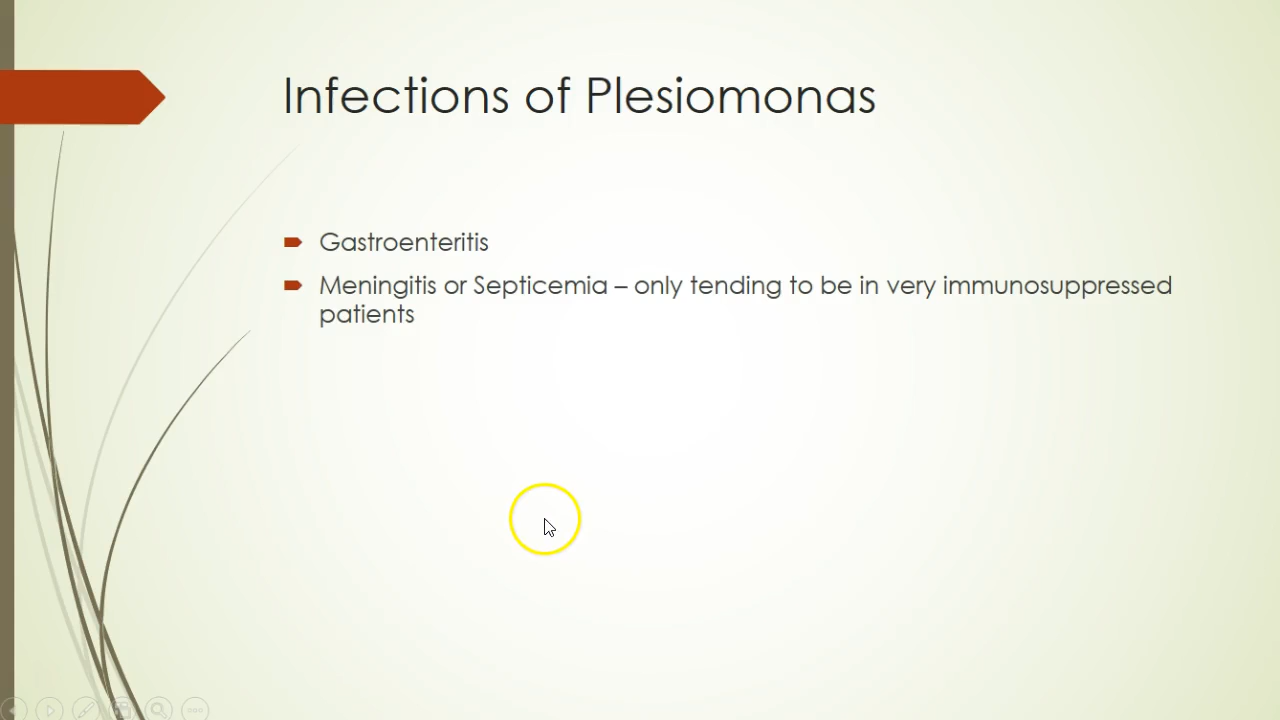 Infections of Plesiomonas
Gastroenteritis
Meningitis or Septicemia – only tending to be in very immunosuppressed
patients